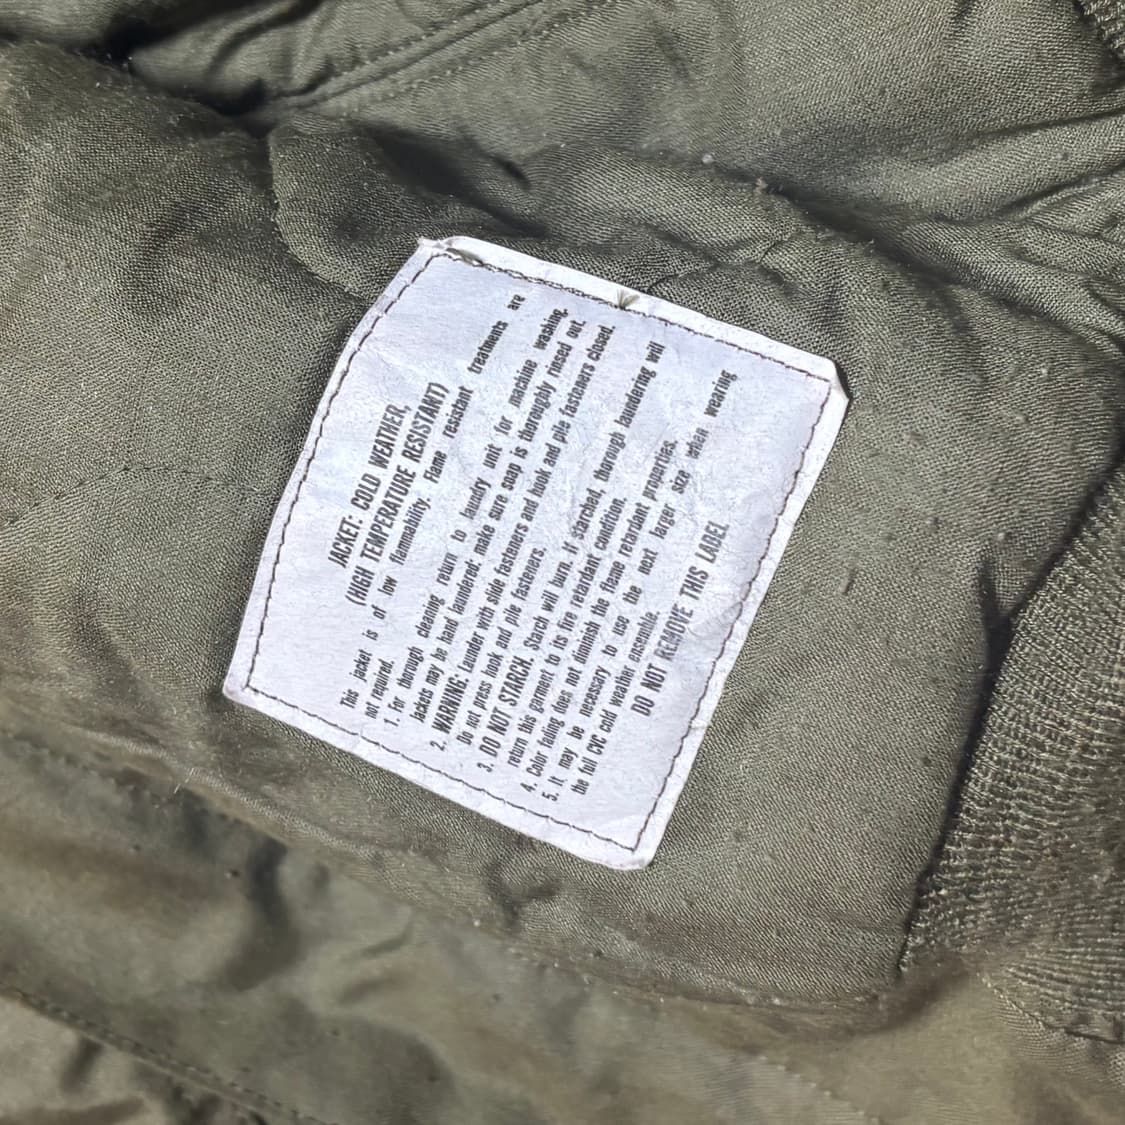 JACKET: COLD WEATHER,
(HIGH TEMPERATURE RESISTANT)
This jacket is of low flammability. Flame resistant treatments are
not required.
1. For thorough cleaning return to laundry unit for machine washing.
Jackets may be hand laundered: make sure soap is thoroughly rinsed out.
2. WARNING: Launder with slide fasteners and hook and pile fasteners closed.
Do not press hook and pile fasteners.
3. DO NOT STARCH. Starch will burn. If starched, thorough laundering will
return this garment to its fire retardant condition.
4. Color fading does not diminish the flame retardant properties.
5. It may be necessary to use the next larger size when wearing
the full CVC cold weather ensemble.
DO NOT REMOVE THIS LABEL